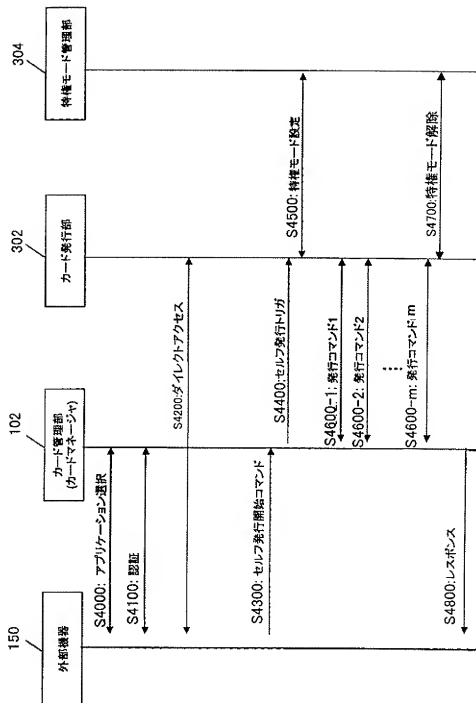 150
外部機器
102
カード管理部
(カードマネージャ)
302
カード発行部
304
特権モード管理部
S4000: アプリケーション選択
S4100: 認証
S4200:ダイレクトアクセス
S4300: セルフ発行開始コマンド
S4400:セルフ発行トリガ
S4500:特権モード設定
S4600-1: 発行コマンド1
S4600-2: 発行コマンド2
S4600-m: 発行コマンドm
S4700:特権モード解除
S4800:レスポンス